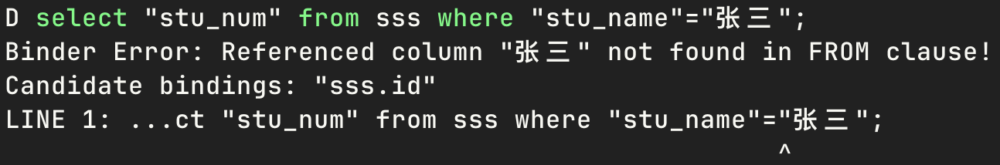 D select "stu_num" from sss where "stu_name"="张三";
Binder Error: Referenced column "张三" not found in FROM clause!
Candidate bindings: "sss.id"
LINE 1: ...ct "stu_num" from sss where "stu_name"="张三";
^